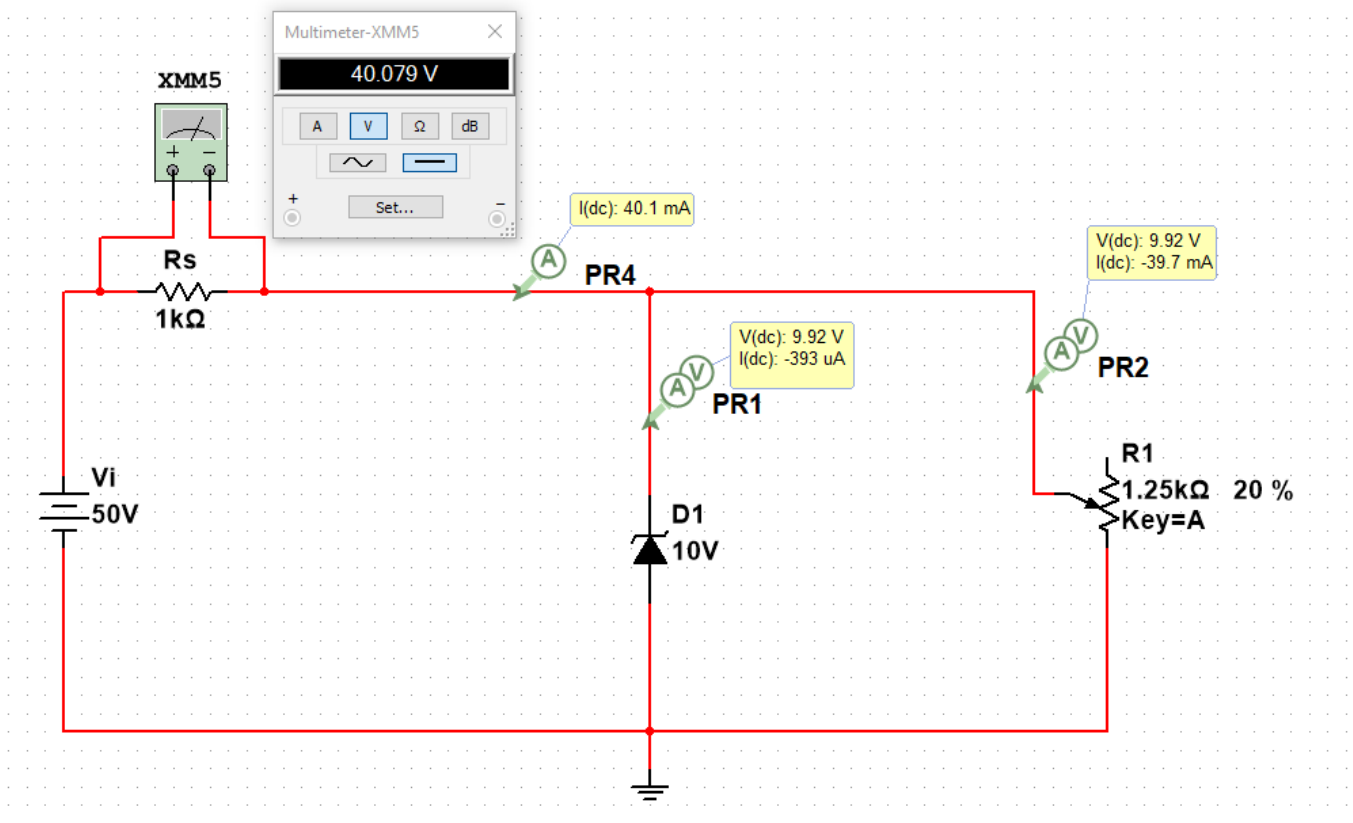 Multimeter-XMM5
40.079 V
A V Ω dB
+ Set... −
XMM5
+ −
I(dc): 40.1 mA
A
PR4
Rs
1kΩ
V(dc): 9.92 V
I(dc): -39.7 mA
A V
PR2
V(dc): 9.92 V
I(dc): -393 uA
A V
PR1
Vi
50V
D1
10V
R1
1.25kΩ 20 %
Key=A